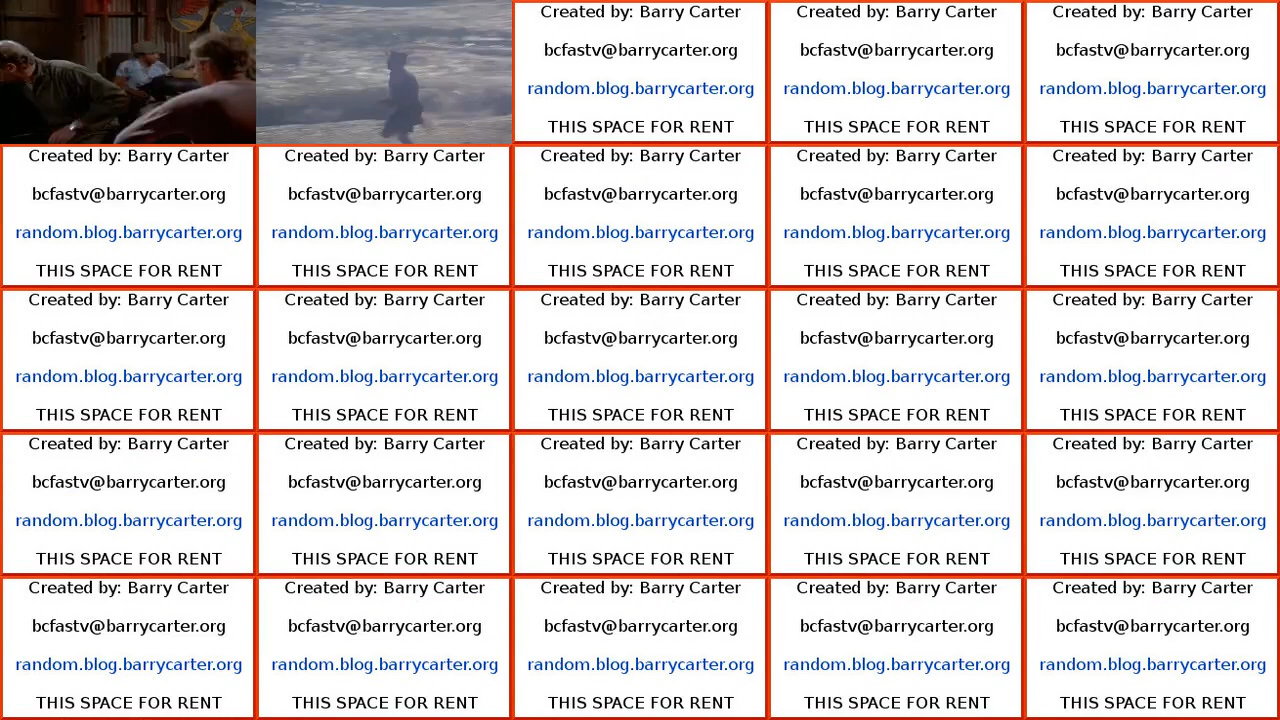 Created by: Barry Carter
bcfastv@barrycarter.org
random.blog.barrycarter.org
THIS SPACE FOR RENT
Created by: Barry Carter
bcfastv@barrycarter.org
random.blog.barrycarter.org
THIS SPACE FOR RENT
Created by: Barry Carter
bcfastv@barrycarter.org
random.blog.barrycarter.org
THIS SPACE FOR RENT
Created by: Barry Carter
bcfastv@barrycarter.org
random.blog.barrycarter.org
THIS SPACE FOR RENT
Created by: Barry Carter
bcfastv@barrycarter.org
random.blog.barrycarter.org
THIS SPACE FOR RENT
Created by: Barry Carter
bcfastv@barrycarter.org
random.blog.barrycarter.org
THIS SPACE FOR RENT
Created by: Barry Carter
bcfastv@barrycarter.org
random.blog.barrycarter.org
THIS SPACE FOR RENT
Created by: Barry Carter
bcfastv@barrycarter.org
random.blog.barrycarter.org
THIS SPACE FOR RENT
Created by: Barry Carter
bcfastv@barrycarter.org
random.blog.barrycarter.org
THIS SPACE FOR RENT
Created by: Barry Carter
bcfastv@barrycarter.org
random.blog.barrycarter.org
THIS SPACE FOR RENT
Created by: Barry Carter
bcfastv@barrycarter.org
random.blog.barrycarter.org
THIS SPACE FOR RENT
Created by: Barry Carter
bcfastv@barrycarter.org
random.blog.barrycarter.org
THIS SPACE FOR RENT
Created by: Barry Carter
bcfastv@barrycarter.org
random.blog.barrycarter.org
THIS SPACE FOR RENT
Created by: Barry Carter
bcfastv@barrycarter.org
random.blog.barrycarter.org
THIS SPACE FOR RENT
Created by: Barry Carter
bcfastv@barrycarter.org
random.blog.barrycarter.org
THIS SPACE FOR RENT
Created by: Barry Carter
bcfastv@barrycarter.org
random.blog.barrycarter.org
THIS SPACE FOR RENT
Created by: Barry Carter
bcfastv@barrycarter.org
random.blog.barrycarter.org
THIS SPACE FOR RENT
Created by: Barry Carter
bcfastv@barrycarter.org
random.blog.barrycarter.org
THIS SPACE FOR RENT
Created by: Barry Carter
bcfastv@barrycarter.org
random.blog.barrycarter.org
THIS SPACE FOR RENT
Created by: Barry Carter
bcfastv@barrycarter.org
random.blog.barrycarter.org
THIS SPACE FOR RENT
Created by: Barry Carter
bcfastv@barrycarter.org
random.blog.barrycarter.org
THIS SPACE FOR RENT
Created by: Barry Carter
bcfastv@barrycarter.org
random.blog.barrycarter.org
THIS SPACE FOR RENT
Created by: Barry Carter
bcfastv@barrycarter.org
random.blog.barrycarter.org
THIS SPACE FOR RENT